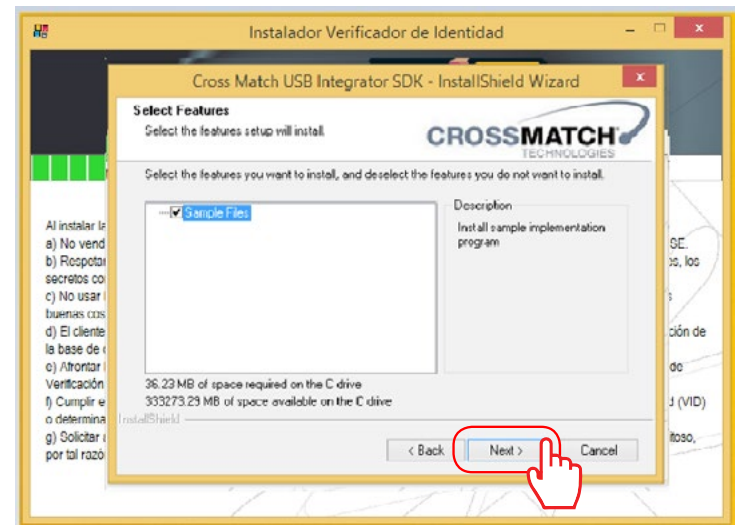 Instalador Verificador de Identidad
Cross Match USB Integrator SDK - InstallShield Wizard
Select Features
Select the features setup will install.
CROSSMATCH
TECHNOLOGIES
Select the features you want to install, and deselect the features you do not want to install.
Sample Files
Description
Install sample implementation
program
36.23 MB of space required on the C drive
333273.29 MB of space available on the C drive
InstallShield
< Back
Next >
Cancel
Al instalar la
a) No vend
SE.
b) Respetar
es, los
secretos co
c) No usar
buenas cos
d) El cliente
ción de
la base de
e) Afrontar
de
Verificación
f) Cumplir e
d (VID)
o determina
g) Solicitar
itoso,
por tal razó